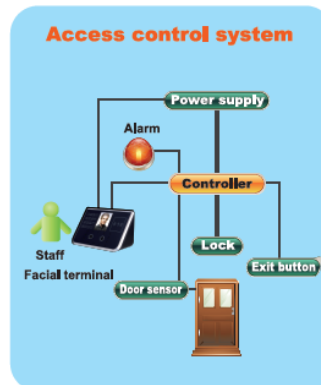 Access control system
Power supply
Alarm
Controller
Lock
Staff
Exit button
Facial terminal
Door sensor